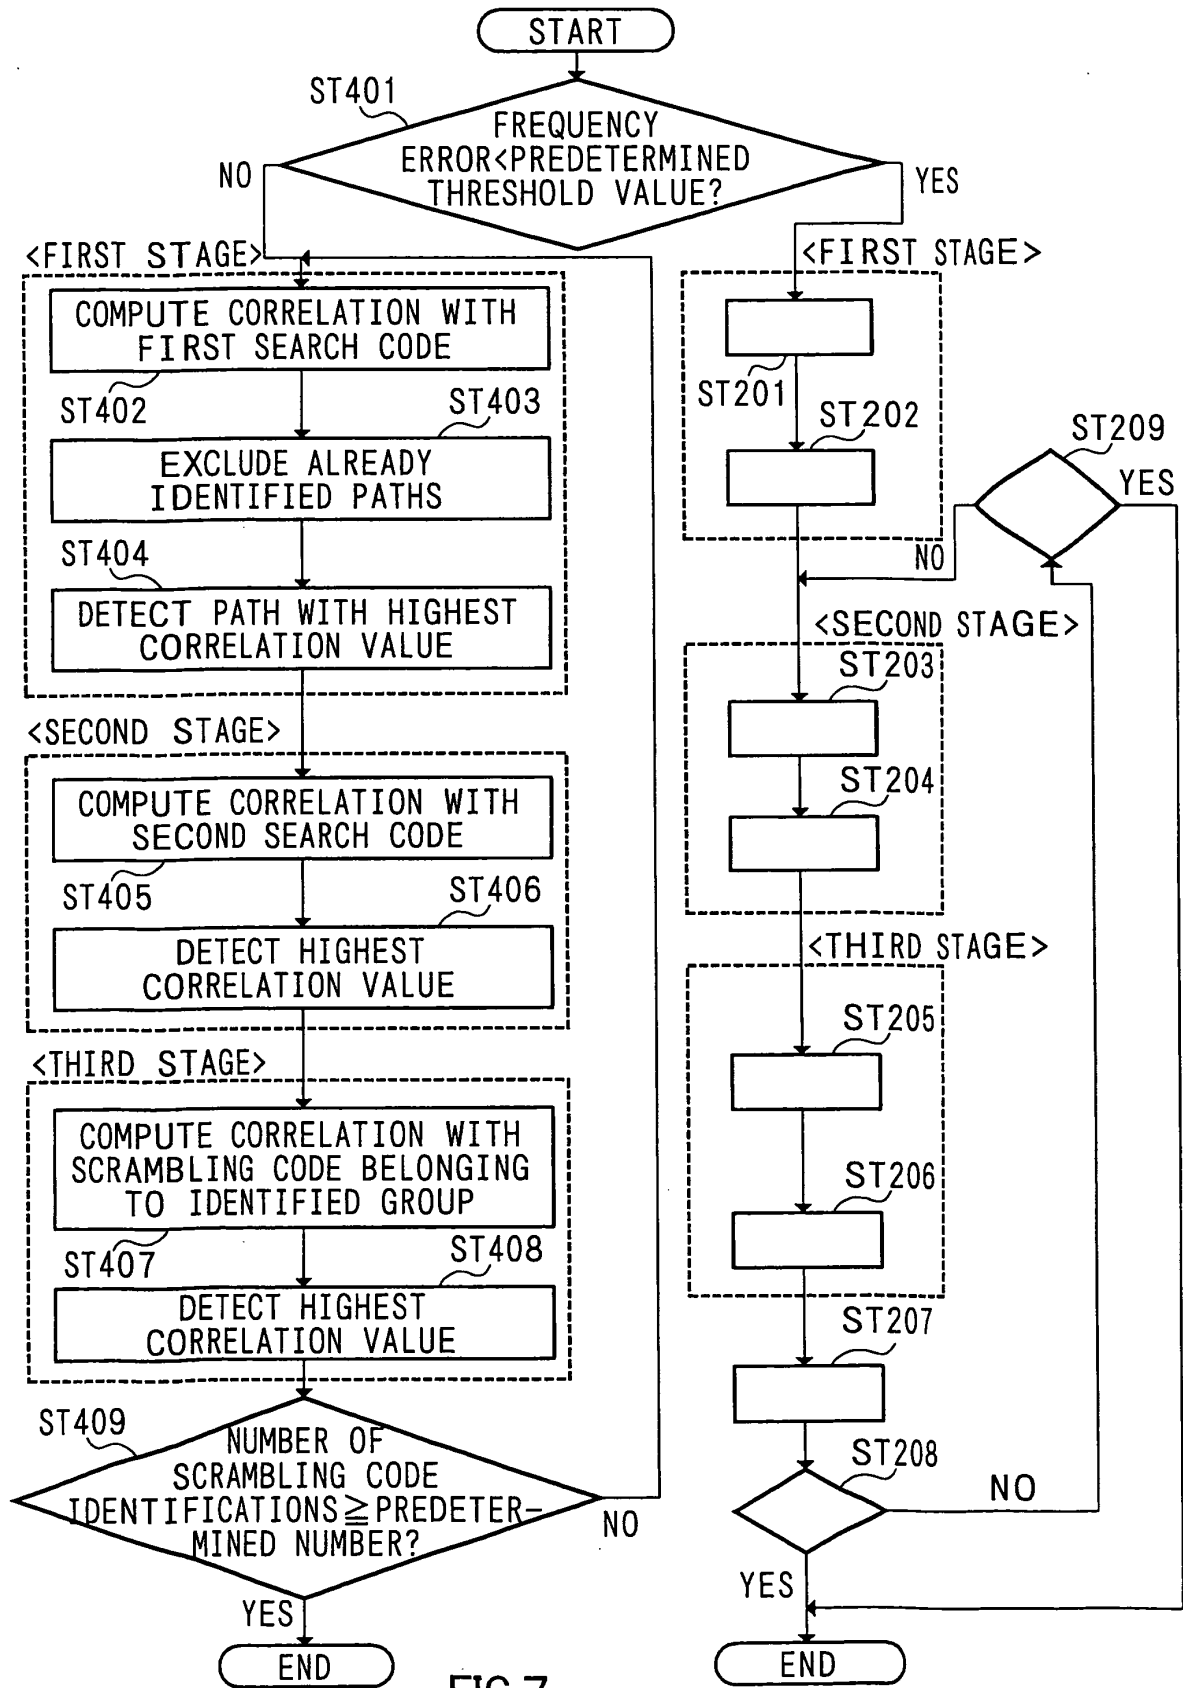 START
ST401
FREQUENCY
ERROR<PREDETERMINED
THRESHOLD VALUE?
NO
YES
<FIRST STAGE>
COMPUTE CORRELATION WITH
FIRST SEARCH CODE
ST402
ST403
EXCLUDE ALREADY
IDENTIFIED PATHS
ST404
DETECT PATH WITH HIGHEST
CORRELATION VALUE
<SECOND STAGE>
COMPUTE CORRELATION WITH
SECOND SEARCH CODE
ST405
ST406
DETECT HIGHEST
CORRELATION VALUE
<THIRD STAGE>
COMPUTE CORRELATION WITH
SCRAMBLING CODE BELONGING
TO IDENTIFIED GROUP
ST407
ST408
DETECT HIGHEST
CORRELATION VALUE
ST409
NUMBER OF
SCRAMBLING CODE
IDENTIFICATIONS≧PREDETER-
MINED NUMBER?
NO
YES
END
<FIRST STAGE>
ST201
ST202
ST209
YES
NO
<SECOND STAGE>
ST203
ST204
<THIRD STAGE>
ST205
ST206
ST207
ST208
NO
YES
END
FIG.7